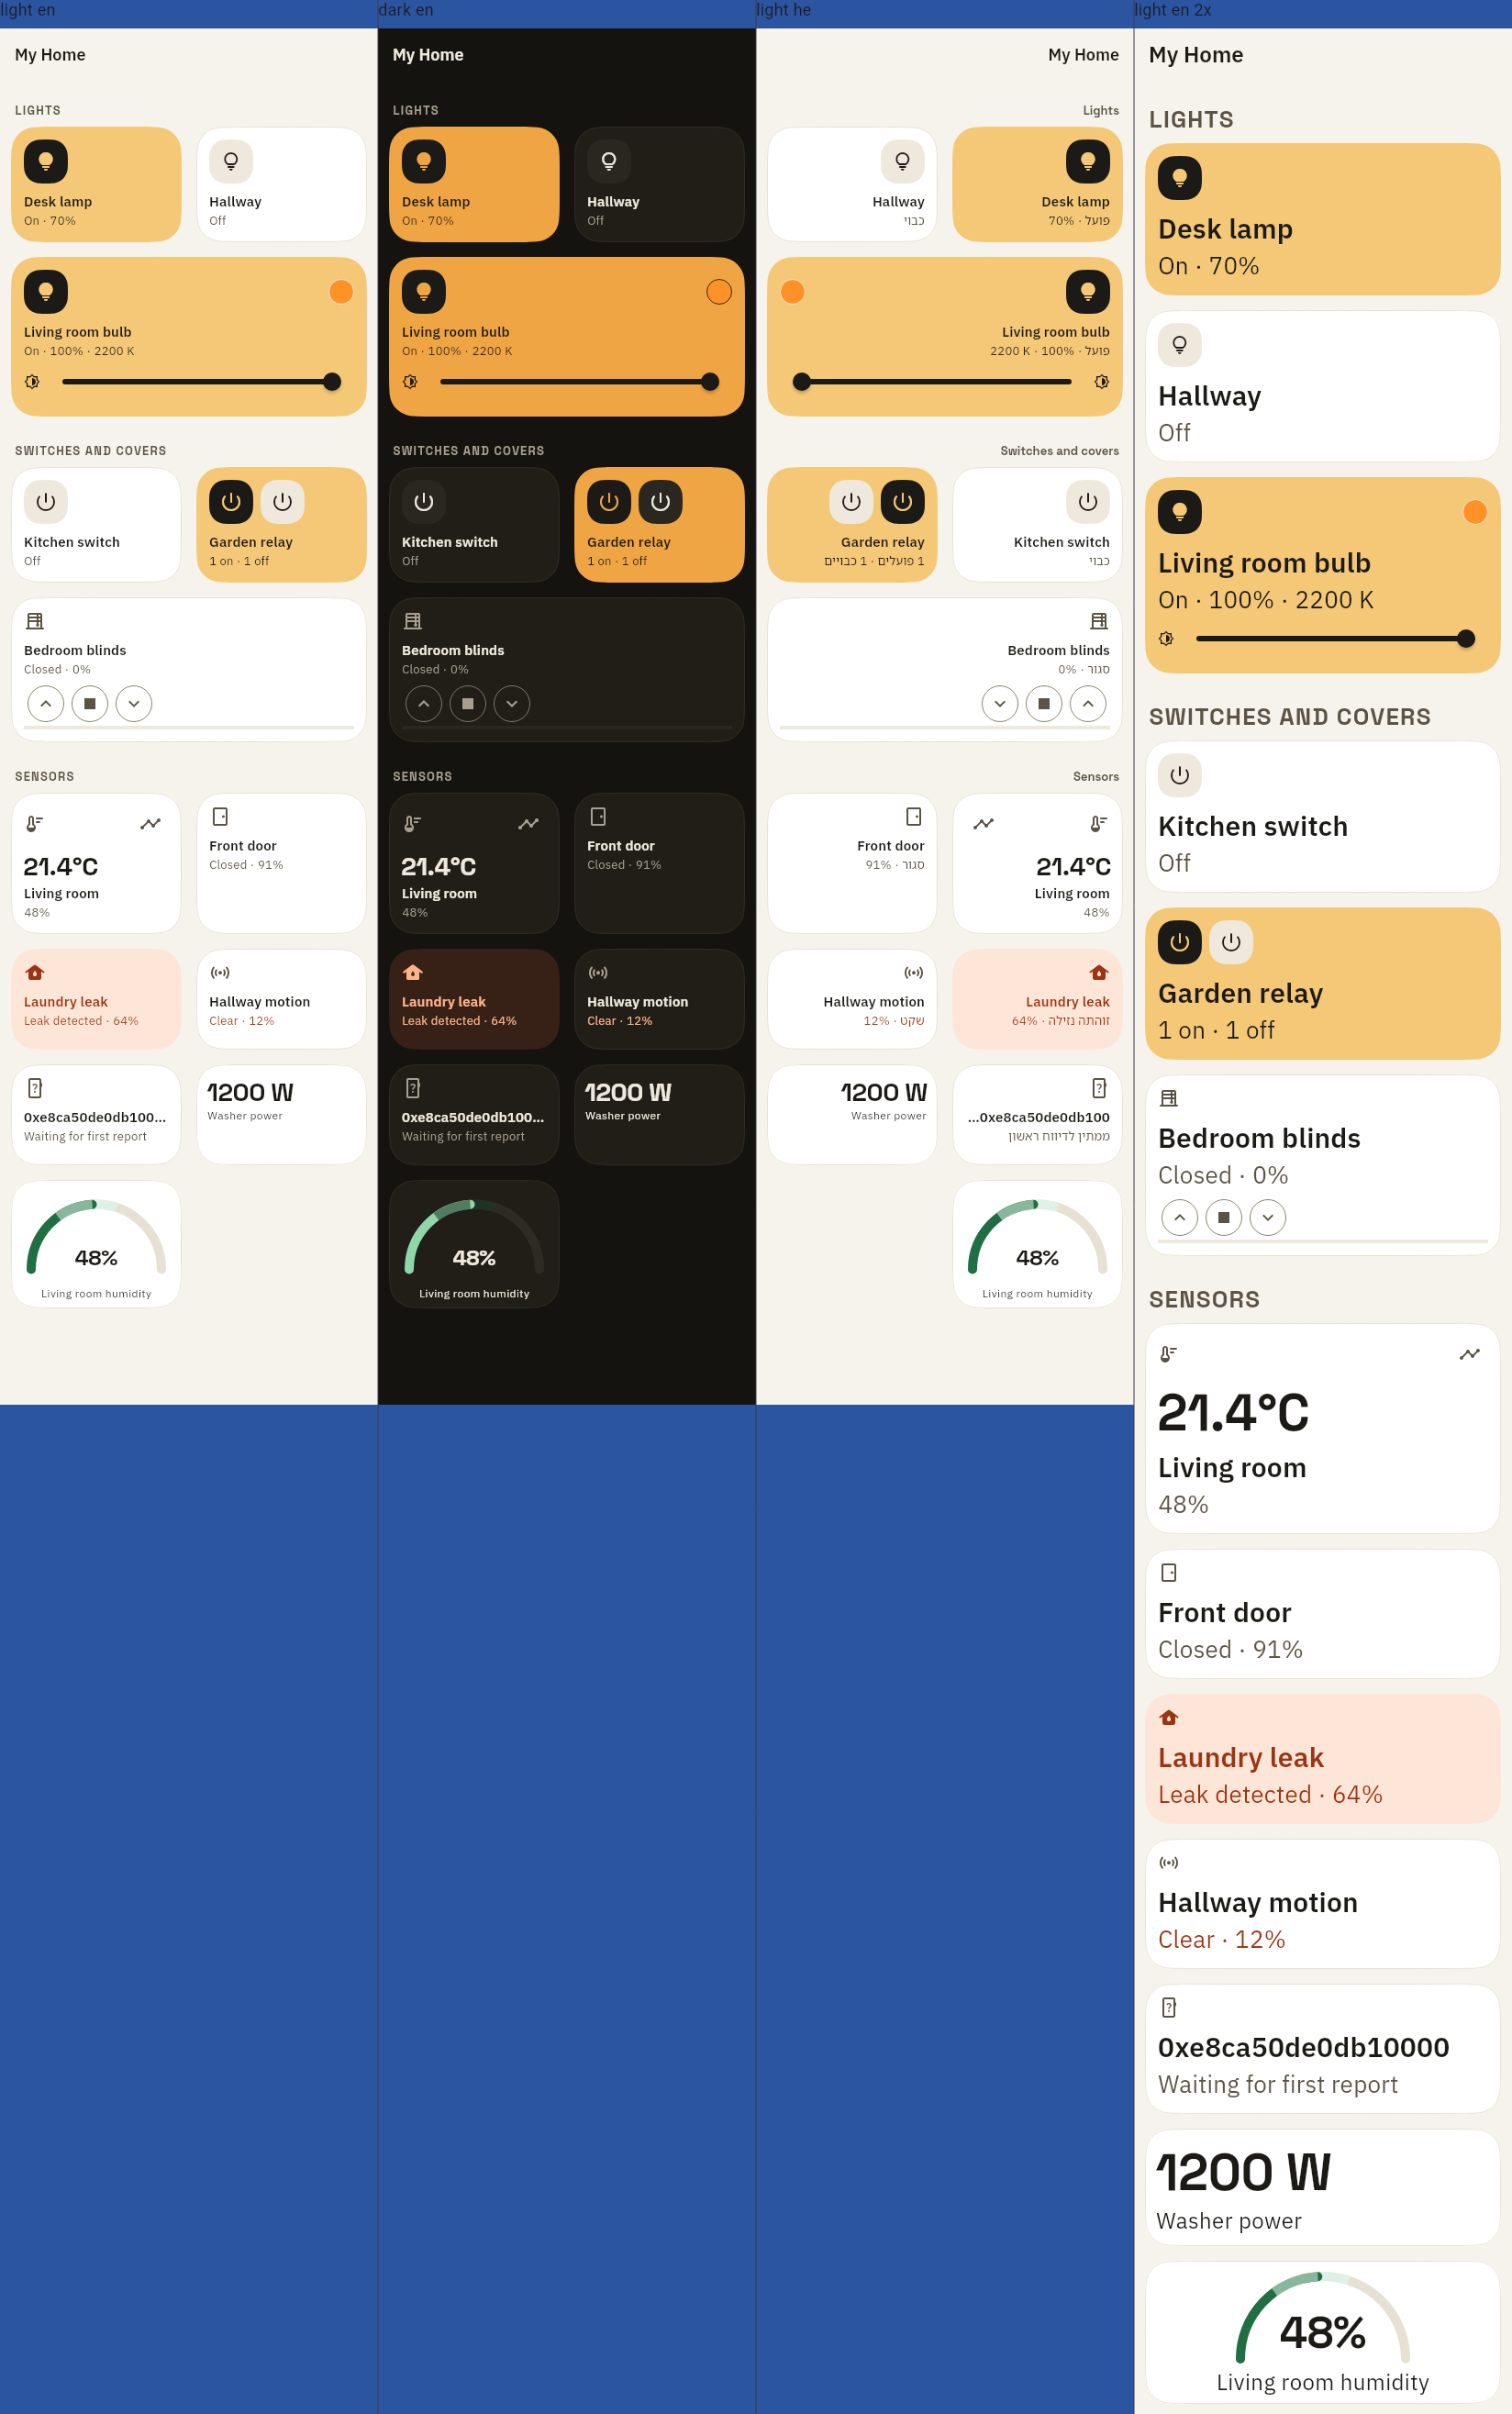 light en
My Home
LIGHTS
Desk lamp
On · 70%
Hallway
Off
Living room bulb
On · 100% · 2200 K
SWITCHES AND COVERS
Kitchen switch
Off
Garden relay
1 on · 1 off
Bedroom blinds
Closed · 0%
SENSORS
21.4°C
Living room
48%
Front door
Closed · 91%
Laundry leak
Leak detected · 64%
Hallway motion
Clear · 12%
?
0xe8ca50de0db100...
Waiting for first report
1200 W
Washer power
48%
Living room humidity
dark en
My Home
LIGHTS
Desk lamp
On · 70%
Hallway
Off
Living room bulb
On · 100% · 2200 K
SWITCHES AND COVERS
Kitchen switch
Off
Garden relay
1 on · 1 off
Bedroom blinds
Closed · 0%
SENSORS
21.4°C
Living room
48%
Front door
Closed · 91%
Laundry leak
Leak detected · 64%
Hallway motion
Clear · 12%
?
0xe8ca50de0db100...
Waiting for first report
1200 W
Washer power
48%
Living room humidity
light he
My Home
Lights
Desk lamp
פועל · 70%
Hallway
כבוי
Living room bulb
פועל · 100% · 2200 K
Switches and covers
Kitchen switch
כבוי
Garden relay
1 פועלים · 1 כבויים
Bedroom blinds
סגור · 0%
Sensors
21.4°C
Living room
48%
Front door
סגור · 91%
Laundry leak
זוהתה נזילה · 64%
Hallway motion
שקט · 12%
?
...0xe8ca50de0db100
ממתין לדיווח ראשון
1200 W
Washer power
48%
Living room humidity
light en 2x
My Home
LIGHTS
Desk lamp
On · 70%
Hallway
Off
Living room bulb
On · 100% · 2200 K
SWITCHES AND COVERS
Kitchen switch
Off
Garden relay
1 on · 1 off
Bedroom blinds
Closed · 0%
SENSORS
21.4°C
Living room
48%
Front door
Closed · 91%
Laundry leak
Leak detected · 64%
Hallway motion
Clear · 12%
?
0xe8ca50de0db10000
Waiting for first report
1200 W
Washer power
48%
Living room humidity